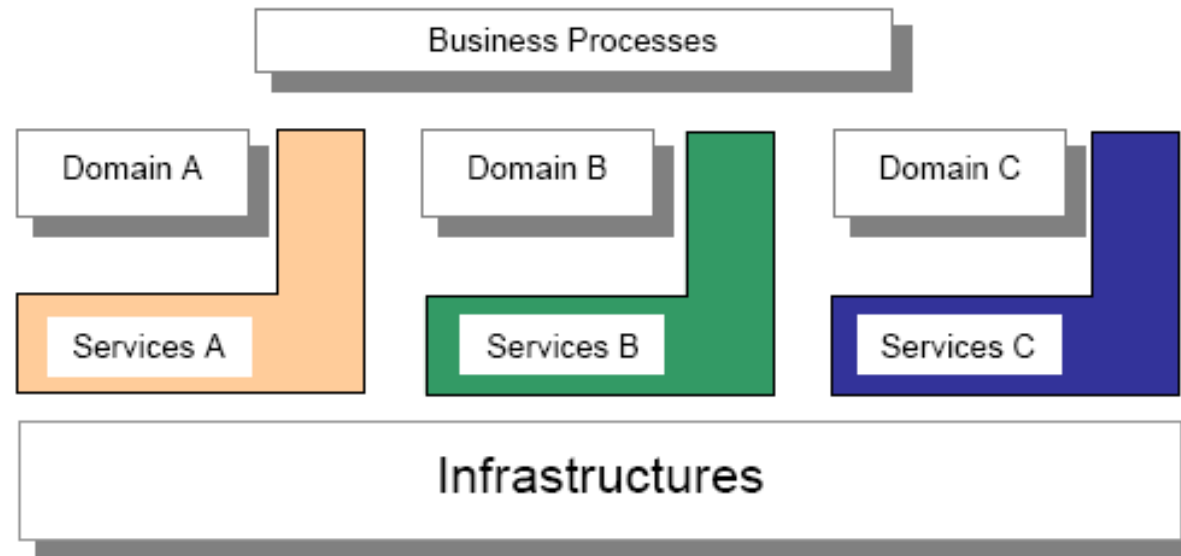 Business Processes
Domain A
Domain B
Domain C
Services A
Services B
Services C
Infrastructures